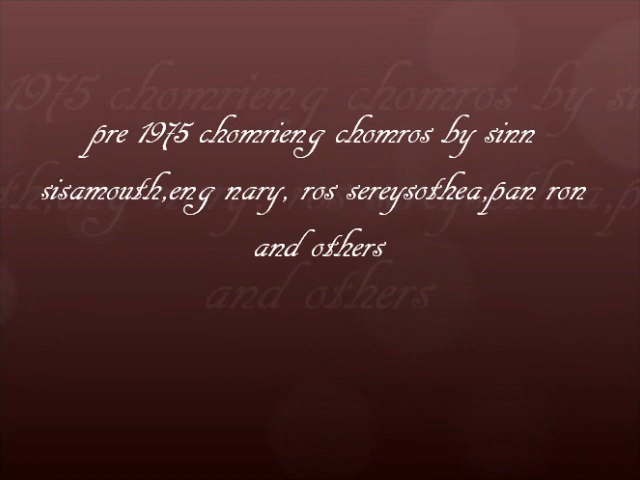 pre 1975 chomrieng chomros by sinn
sisamouth,eng nary, ros sereysothea,pan ron
and others